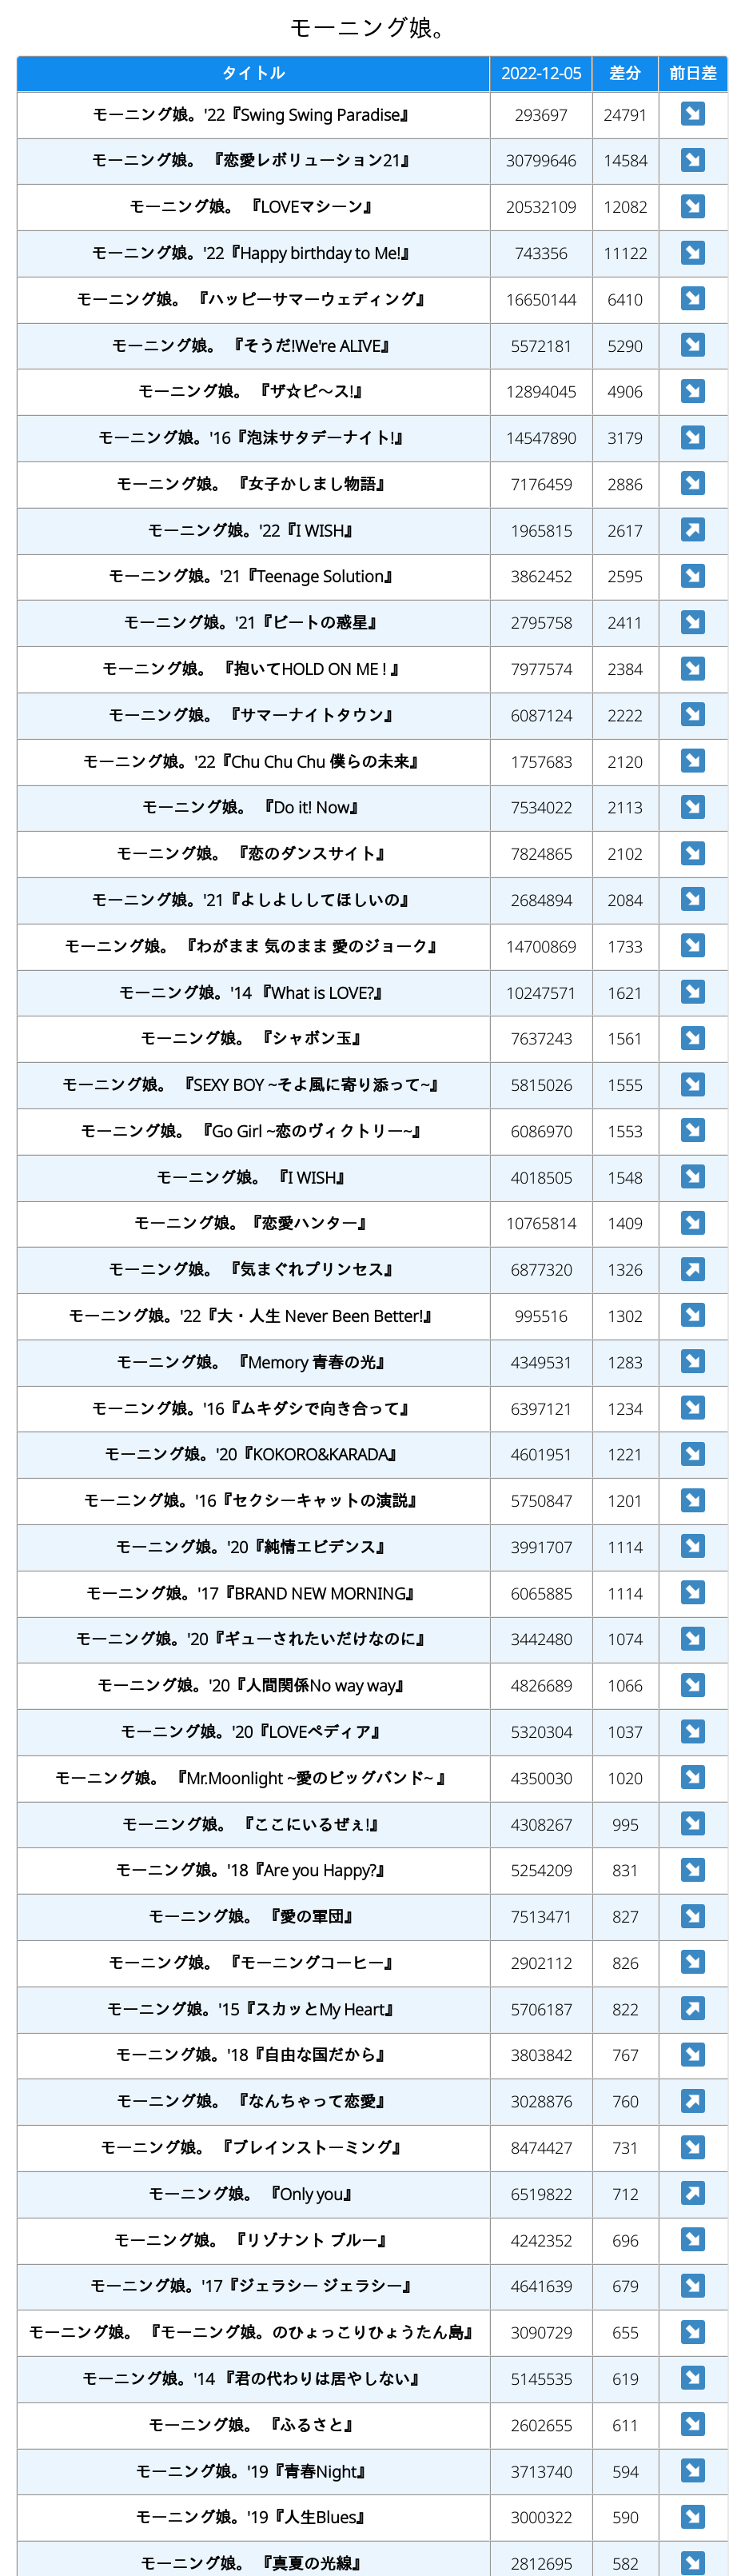 モーニング娘。
タイトル 2022-12-05 差分 前日差
モーニング娘。'22『Swing Swing Paradise』 293697 24791 ↘
モーニング娘。 『恋愛レボリューション21』 30799646 14584 ↘
モーニング娘。 『LOVEマシーン』 20532109 12082 ↘
モーニング娘。'22『Happy birthday to Me!』 743356 11122 ↘
モーニング娘。 『ハッピーサマーウェディング』 16650144 6410 ↘
モーニング娘。 『そうだ!We're ALIVE』 5572181 5290 ↘
モーニング娘。 『ザ☆ピ〜ス!』 12894045 4906 ↘
モーニング娘。'16『泡沫サタデーナイト!』 14547890 3179 ↘
モーニング娘。 『女子かしまし物語』 7176459 2886 ↘
モーニング娘。'22『I WISH』 1965815 2617 ↗
モーニング娘。'21『Teenage Solution』 3862452 2595 ↘
モーニング娘。'21『ビートの惑星』 2795758 2411 ↘
モーニング娘。 『抱いてHOLD ON ME ! 』 7977574 2384 ↘
モーニング娘。 『サマーナイトタウン』 6087124 2222 ↘
モーニング娘。'22『Chu Chu Chu 僕らの未来』 1757683 2120 ↘
モーニング娘。 『Do it! Now』 7534022 2113 ↘
モーニング娘。 『恋のダンスサイト』 7824865 2102 ↘
モーニング娘。'21『よしよししてほしいの』 2684894 2084 ↘
モーニング娘。 『わがまま 気のまま 愛のジョーク』 14700869 1733 ↘
モーニング娘。'14 『What is LOVE?』 10247571 1621 ↘
モーニング娘。 『シャボン玉』 7637243 1561 ↘
モーニング娘。 『SEXY BOY ~そよ風に寄り添って~』 5815026 1555 ↘
モーニング娘。 『Go Girl ~恋のヴィクトリー~』 6086970 1553 ↘
モーニング娘。 『I WISH』 4018505 1548 ↘
モーニング娘。『恋愛ハンター』 10765814 1409 ↘
モーニング娘。 『気まぐれプリンセス』 6877320 1326 ↗
モーニング娘。'22『大・人生 Never Been Better!』 995516 1302 ↘
モーニング娘。 『Memory 青春の光』 4349531 1283 ↘
モーニング娘。'16『ムキダシで向き合って』 6397121 1234 ↘
モーニング娘。'20『KOKORO&KARADA』 4601951 1221 ↘
モーニング娘。'16『セクシーキャットの演説』 5750847 1201 ↘
モーニング娘。'20『純情エビデンス』 3991707 1114 ↘
モーニング娘。'17『BRAND NEW MORNING』 6065885 1114 ↘
モーニング娘。'20『ギューされたいだけなのに』 3442480 1074 ↘
モーニング娘。'20『人間関係No way way』 4826689 1066 ↘
モーニング娘。'20『LOVEペディア』 5320304 1037 ↘
モーニング娘。 『Mr.Moonlight ~愛のビッグバンド~ 』 4350030 1020 ↘
モーニング娘。 『ここにいるぜぇ!』 4308267 995 ↘
モーニング娘。'18『Are you Happy?』 5254209 831 ↘
モーニング娘。 『愛の軍団』 7513471 827 ↘
モーニング娘。 『モーニングコーヒー』 2902112 826 ↘
モーニング娘。'15『スカッとMy Heart』 5706187 822 ↗
モーニング娘。'18『自由な国だから』 3803842 767 ↘
モーニング娘。 『なんちゃって恋愛』 3028876 760 ↗
モーニング娘。 『ブレインストーミング』 8474427 731 ↘
モーニング娘。 『Only you』 6519822 712 ↗
モーニング娘。 『リゾナント ブルー』 4242352 696 ↘
モーニング娘。'17『ジェラシー ジェラシー』 4641639 679 ↘
モーニング娘。 『モーニング娘。のひょっこりひょうたん島』 3090729 655 ↘
モーニング娘。'14 『君の代わりは居やしない』 5145535 619 ↘
モーニング娘。 『ふるさと』 2602655 611 ↘
モーニング娘。'19『青春Night』 3713740 594 ↘
モーニング娘。'19『人生Blues』 3000322 590 ↘
モーニング娘。 『真夏の光線』 2812695 582 ↘